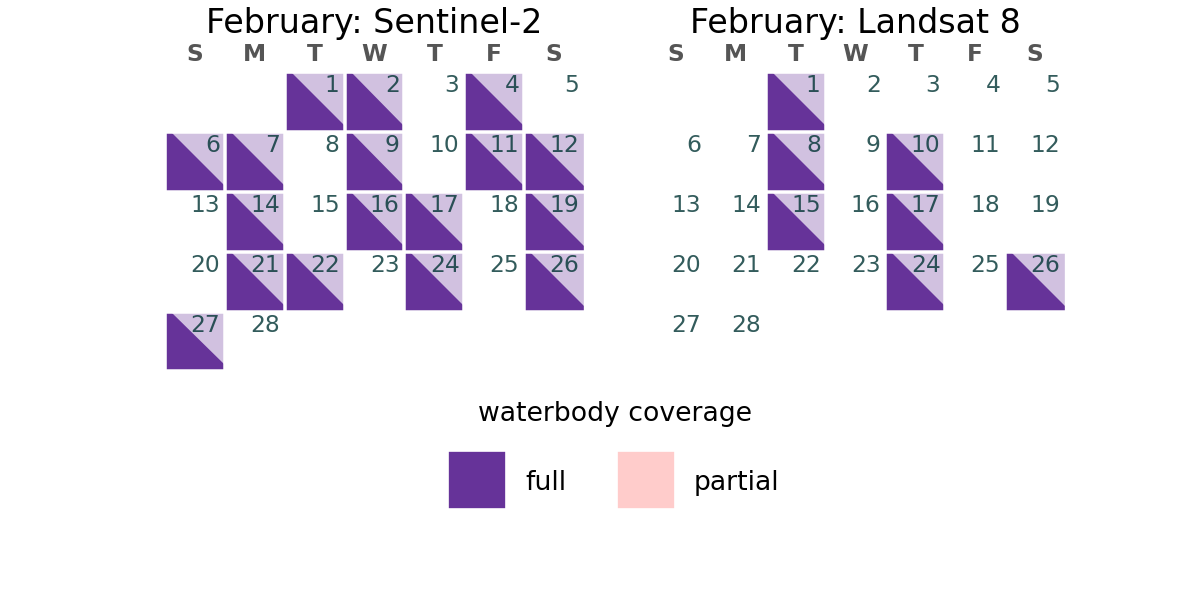 February: Sentinel-2
S M T W T F S
1 2 3 4 5
6 7 8 9 10 11 12
13 14 15 16 17 18 19
20 21 22 23 24 25 26
27 28
February: Landsat 8
S M T W T F S
1 2 3 4 5
6 7 8 9 10 11 12
13 14 15 16 17 18 19
20 21 22 23 24 25 26
27 28
waterbody coverage
full partial